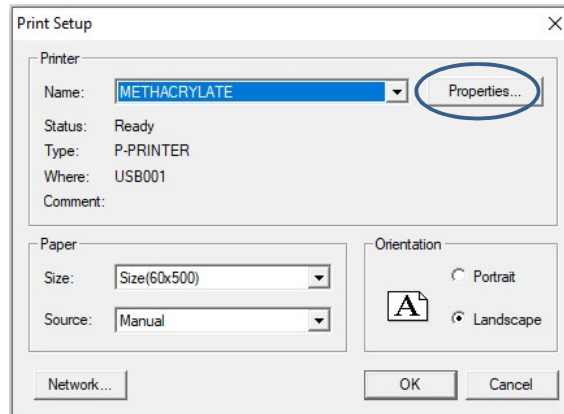 Print Setup
Printer
Name: METHACRYLATE Properties...
Status: Ready
Type: P-PRINTER
Where: USB001
Comment:
Paper
Size: Size(60x500)
Source: Manual
Orientation
A
Portrait
Landscape
Network... OK Cancel